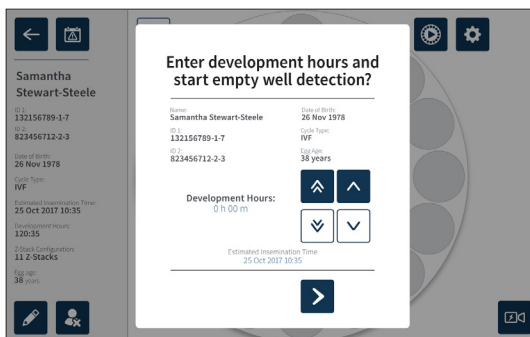 Samantha
Stewart-Steele
ID 1:
132156789-1-7
ID 2:
823456712-2-3
Date of Birth:
26 Nov 1978
Cycle Type:
IVF
Estimated Insemination Time:
25 Oct 2017 10:35
Development Hours:
120:35
Z-Stack Configuration:
11 Z-Stacks
Egg age:
38 years
Enter development hours and
start empty well detection?
Name:
Samantha Stewart-Steele
Date of Birth:
26 Nov 1978
ID 1:
132156789-1-7
Cycle Type:
IVF
ID 2:
823456712-2-3
Egg Age:
38 years
Development Hours:
0 h 00 m
Estimated Insemination Time
25 Oct 2017 10:35